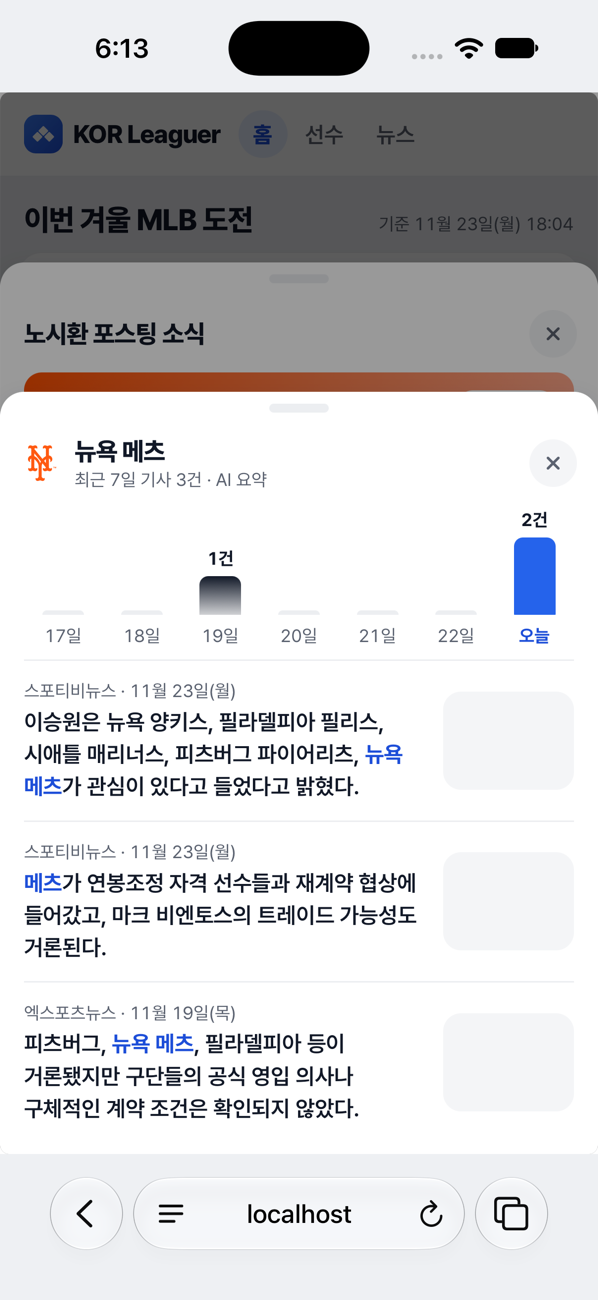 6:13
KOR Leaguer 홈 선수 뉴스
이번 겨울 MLB 도전
기준 11월 23일(월) 18:04
노시환 포스팅 소식
뉴욕 메츠
최근 7일 기사 3건 · AI 요약
2건
1건
17일 18일 19일 20일 21일 22일 오늘
스포티비뉴스 · 11월 23일(월)
이승원은 뉴욕 양키스, 필라델피아 필리스,
시애틀 매리너스, 피츠버그 파이어리츠, 뉴욕
메츠가 관심이 있다고 들었다고 밝혔다.
스포티비뉴스 · 11월 23일(월)
메츠가 연봉조정 자격 선수들과 재계약 협상에
들어갔고, 마크 비엔토스의 트레이드 가능성도
거론된다.
엑스포츠뉴스 · 11월 19일(목)
피츠버그, 뉴욕 메츠, 필라델피아 등이
거론됐지만 구단들의 공식 영입 의사나
구체적인 계약 조건은 확인되지 않았다.
localhost